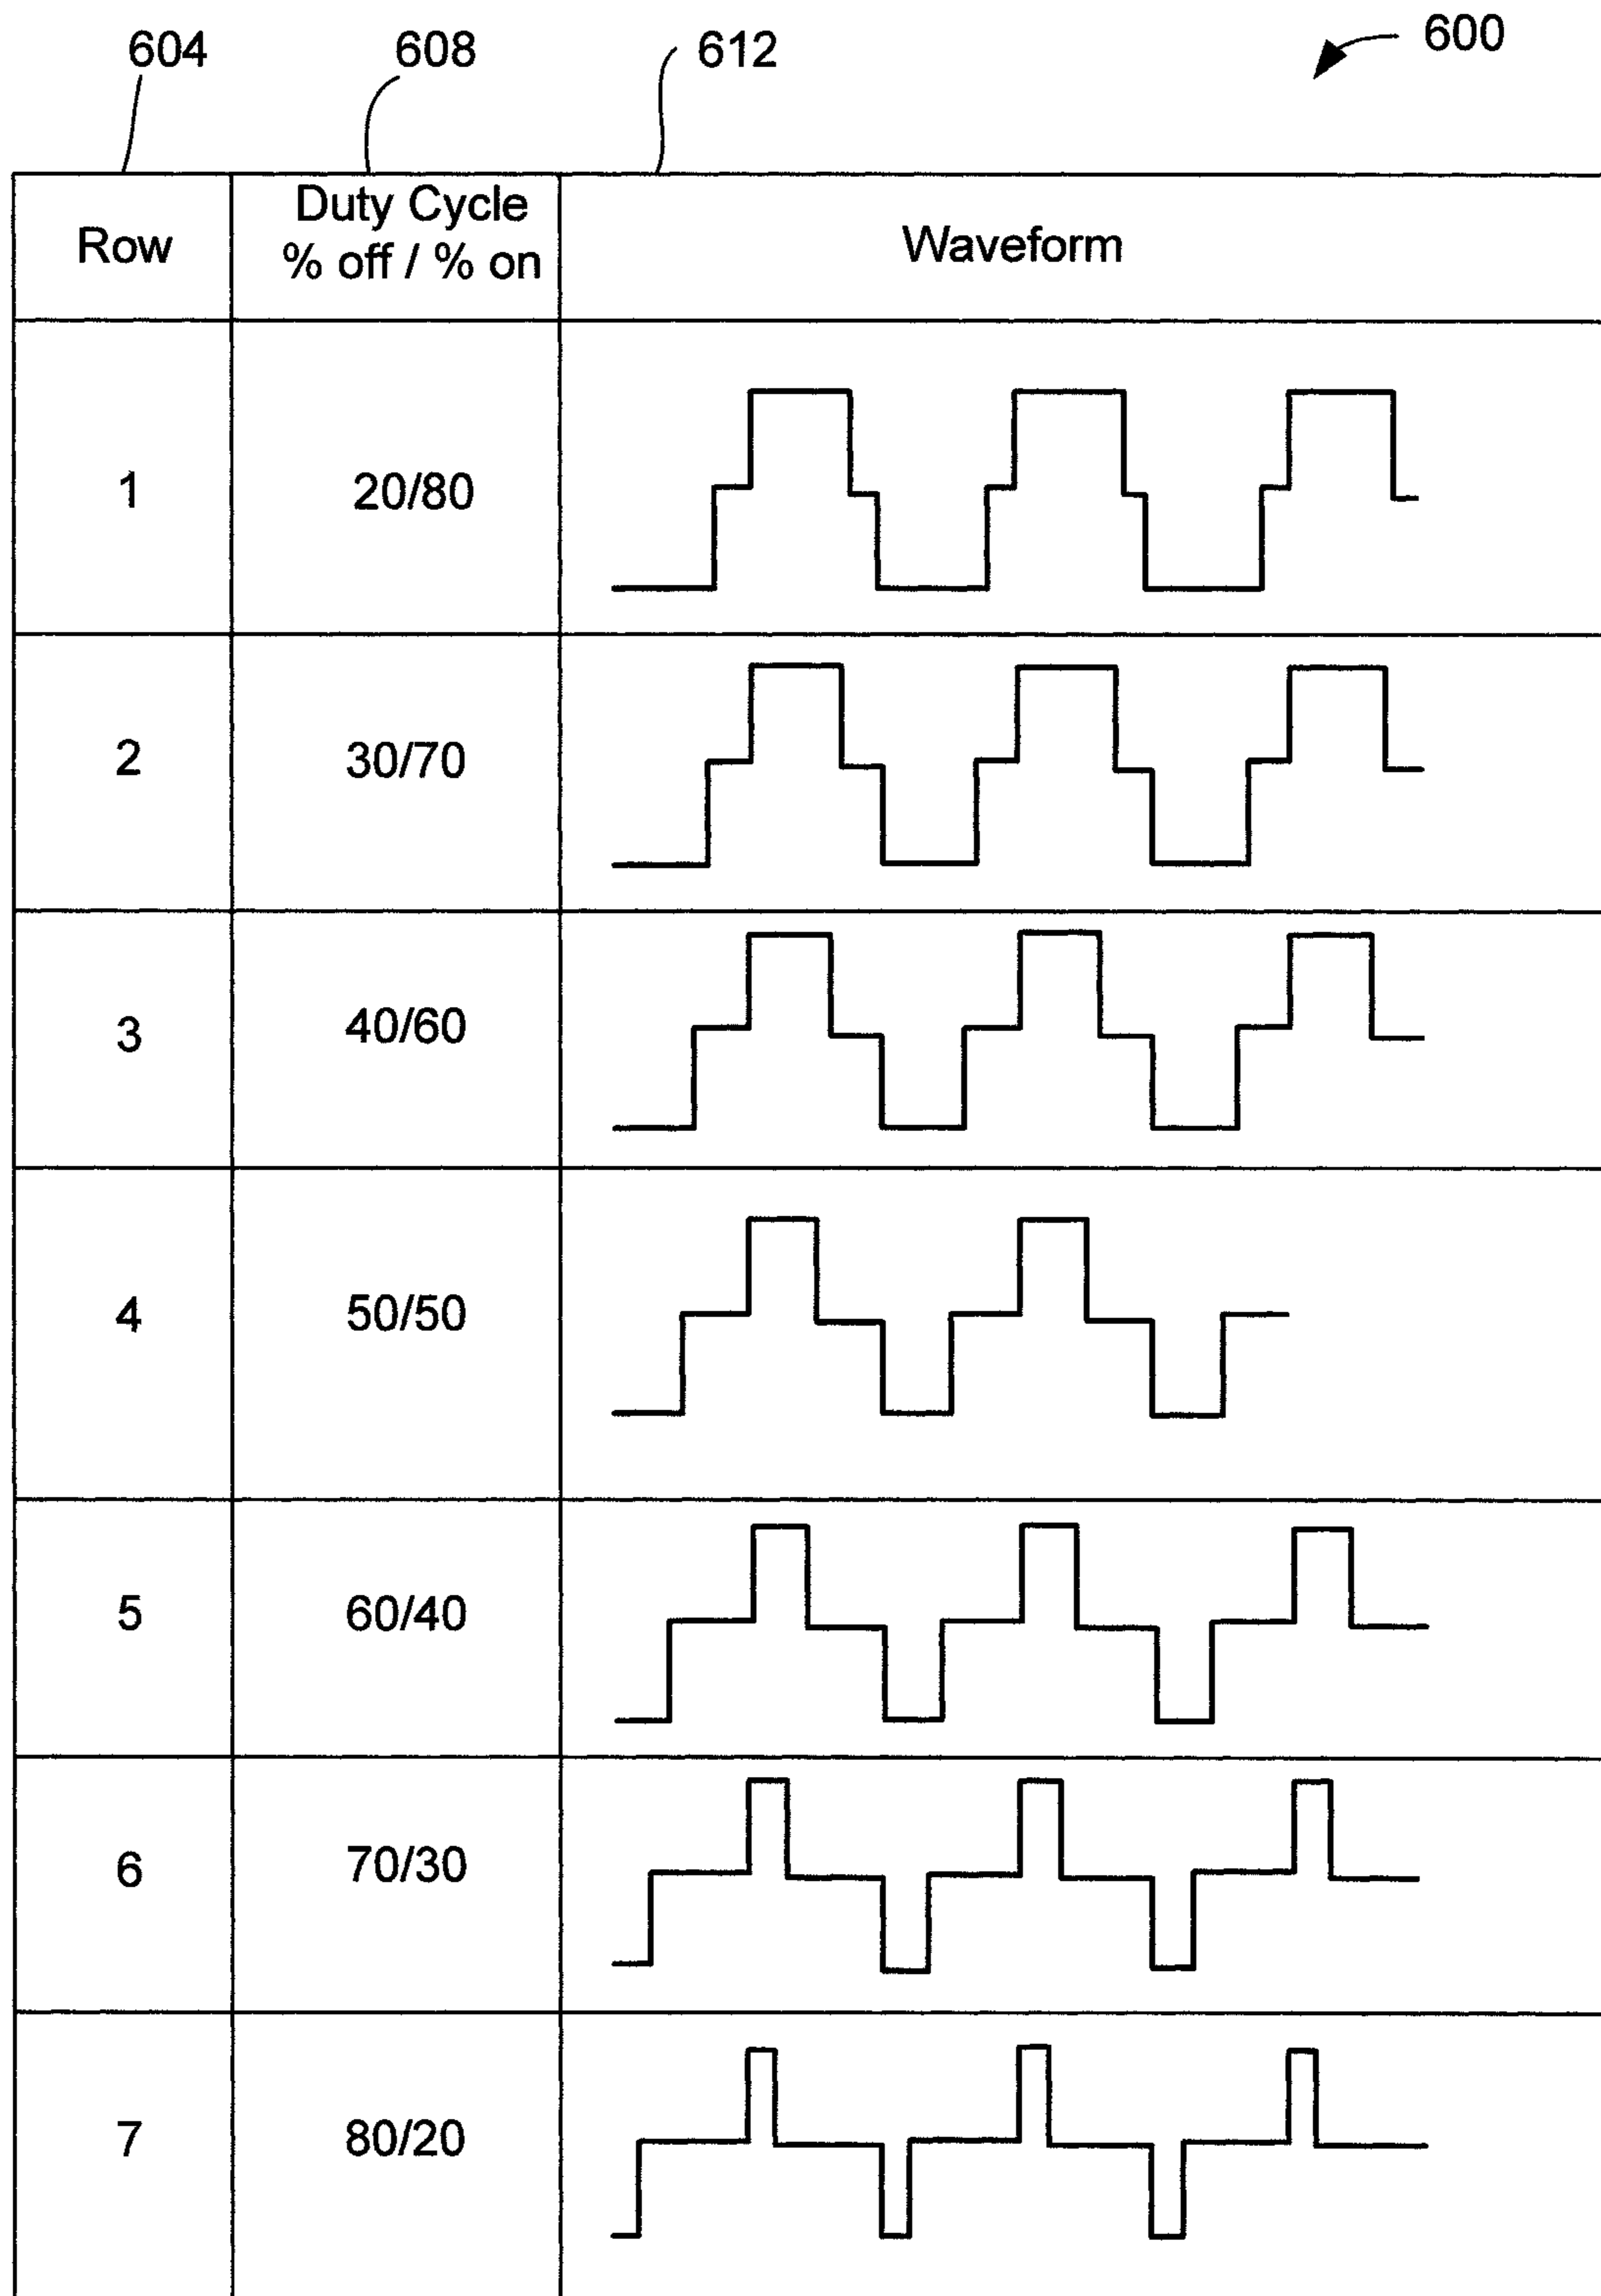 604 608 612 600
Row
Duty Cycle
% off / % on
Waveform
1 20/80
2 30/70
3 40/60
4 50/50
5 60/40
6 70/30
7 80/20